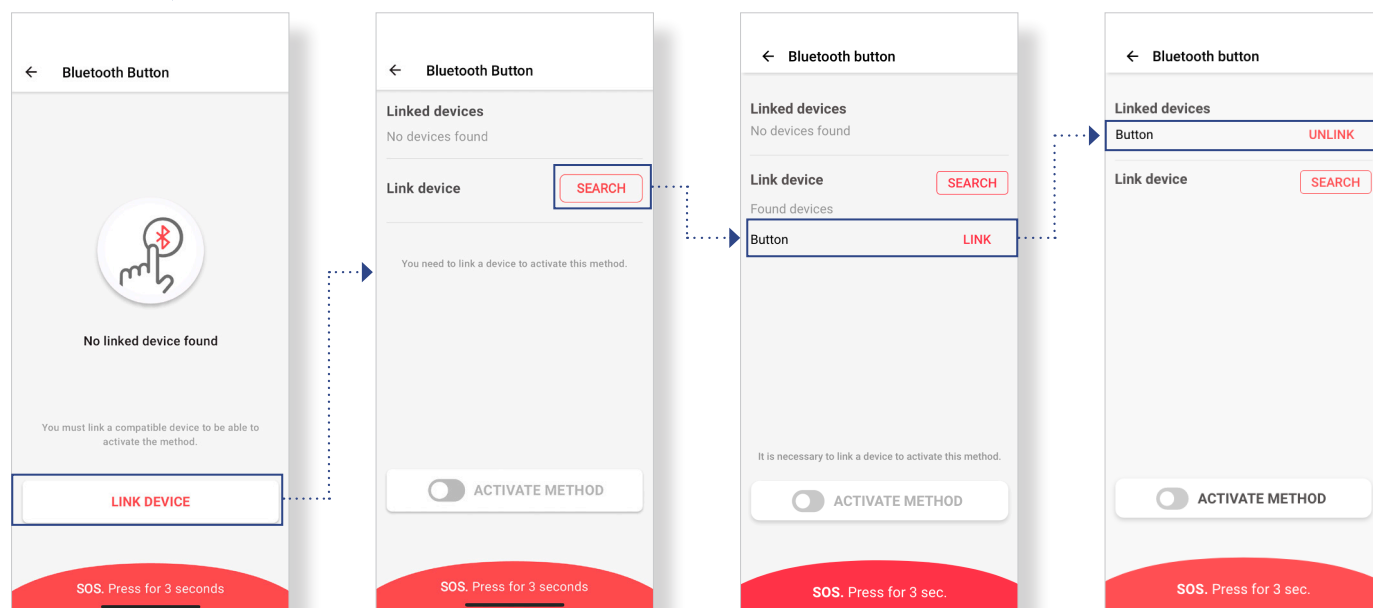 Bluetooth Button
No linked device found
You must link a compatible device to be able to
activate the method.
LINK DEVICE
SOS. Press for 3 seconds
Bluetooth Button
Linked devices
No devices found
Link device
SEARCH
You need to link a device to activate this method.
ACTIVATE METHOD
SOS. Press for 3 seconds
Bluetooth button
Linked devices
No devices found
Link device
SEARCH
Found devices
Button
LINK
It is necessary to link a device to activate this method.
ACTIVATE METHOD
SOS. Press for 3 sec.
Bluetooth button
Linked devices
Button
UNLINK
Link device
SEARCH
ACTIVATE METHOD
SOS. Press for 3 sec.